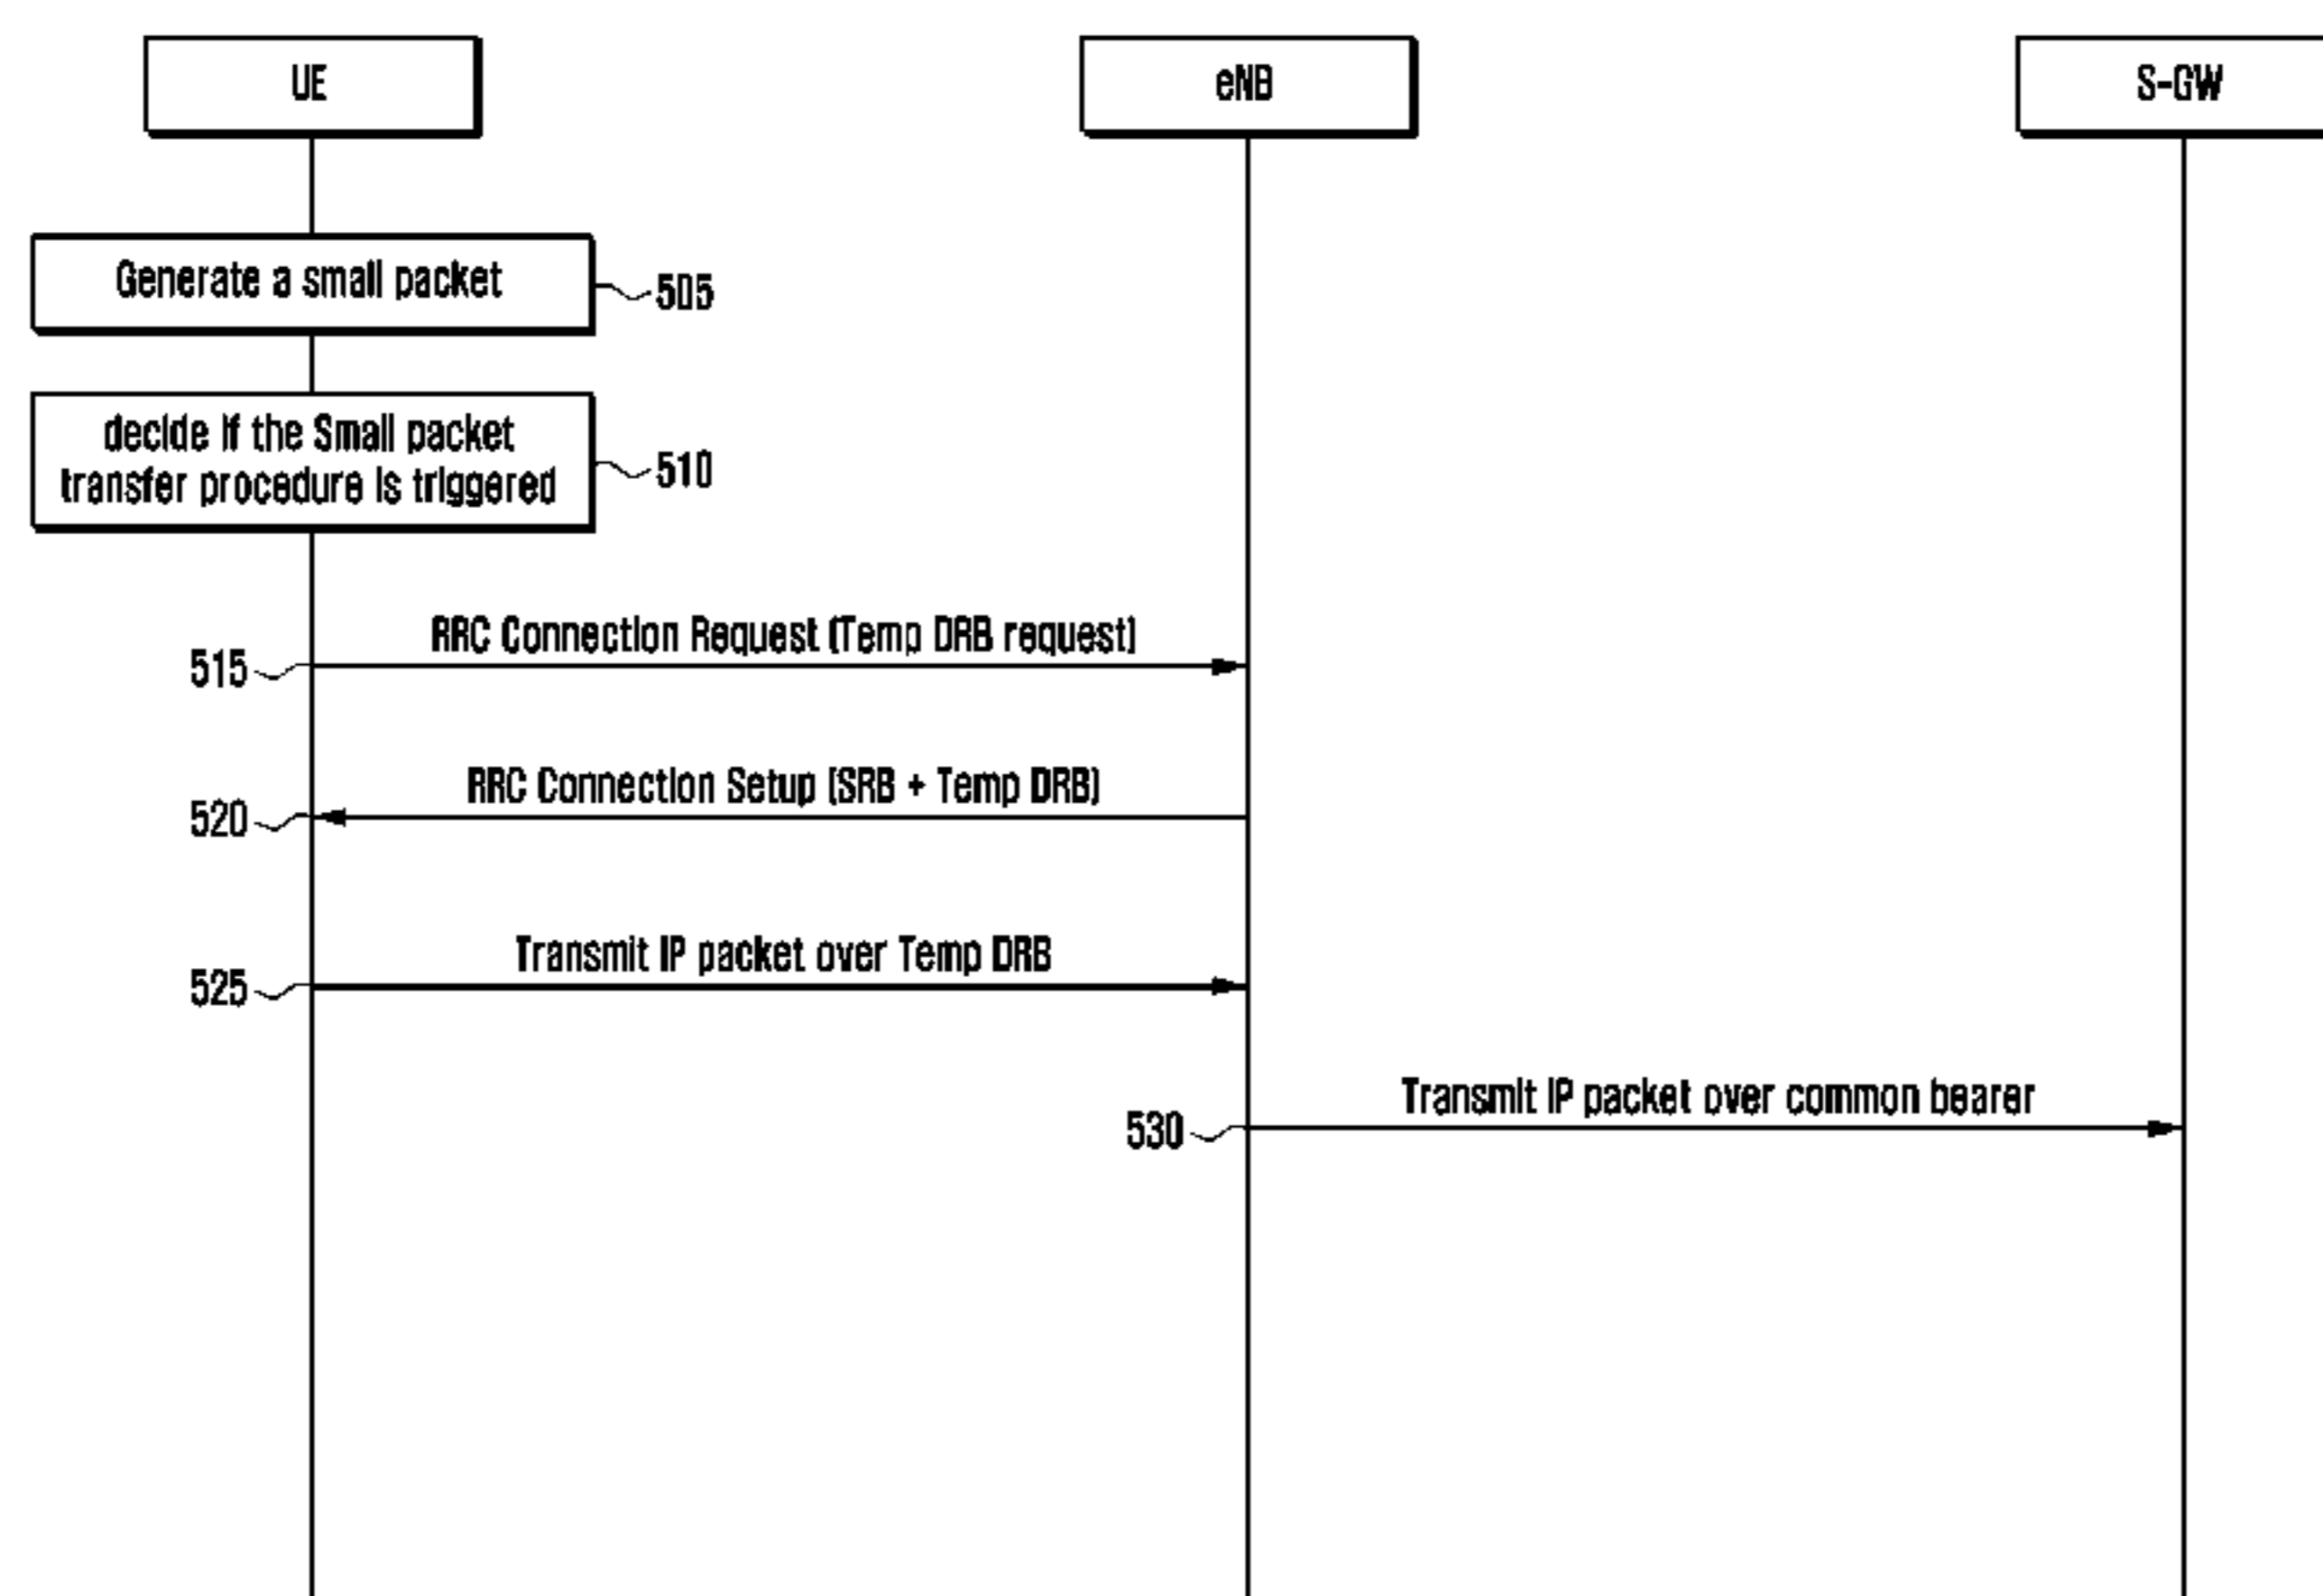 UE
eNB
S-GW
Generate a small packet
505
decide if the Small packet
transfer procedure is triggered
510
RRC Connection Request (Temp DRB request)
515
RRC Connection Setup (SRB + Temp DRB)
520
Transmit IP packet over Temp DRB
525
Transmit IP packet over common bearer
530